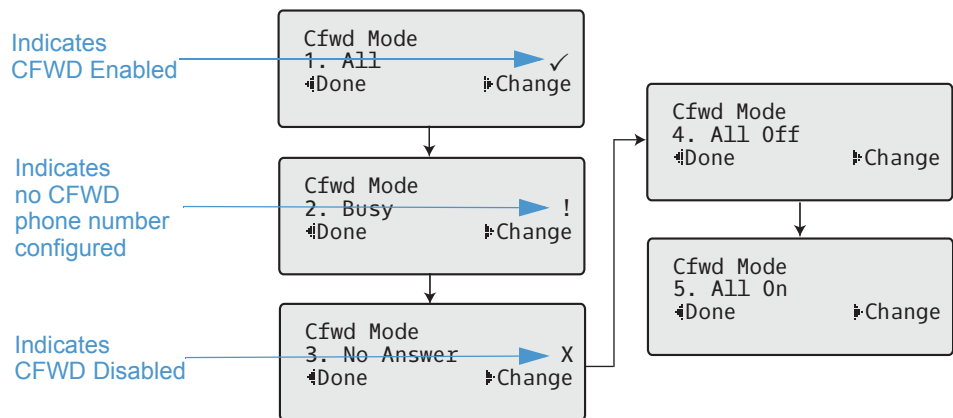 Indicates
CFWD Enabled
Cfwd Mode
1. All ✓
Done Change
Indicates
no CFWD
phone number
configured
Cfwd Mode
2. Busy !
Done Change
Indicates
CFWD Disabled
Cfwd Mode
3. No Answer X
Done Change
Cfwd Mode
4. All Off
Done Change
Cfwd Mode
5. All On
Done Change